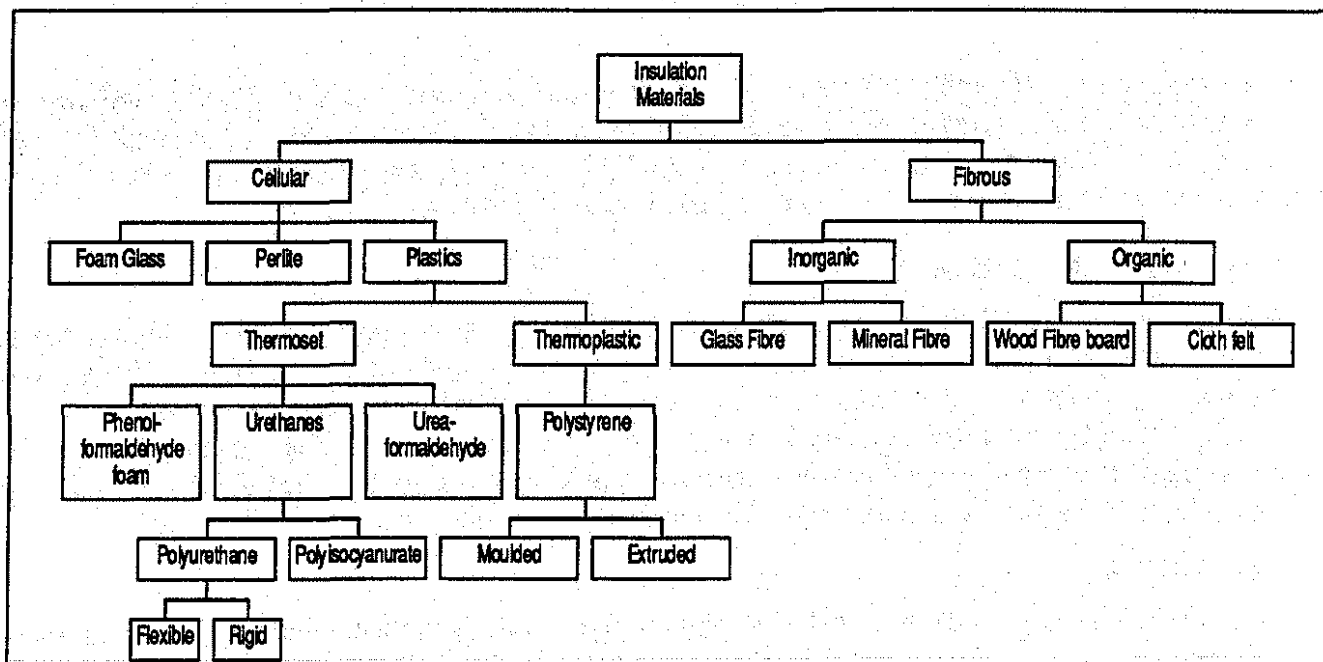 Insulation
Materials
Cellular
Fibrous
Foam Glass
Perlite
Plastics
Inorganic
Organic
Thermoset
Thermoplastic
Glass Fibre
Mineral Fibre
Wood Fibre board
Cloth felt
Phenol-
formaldehyde
foam
Urethanes
Urea-
formaldehyde
Polystyrene
Polyurethane
Polyisocyanurate
Moulded
Extruded
Flexible
Rigid